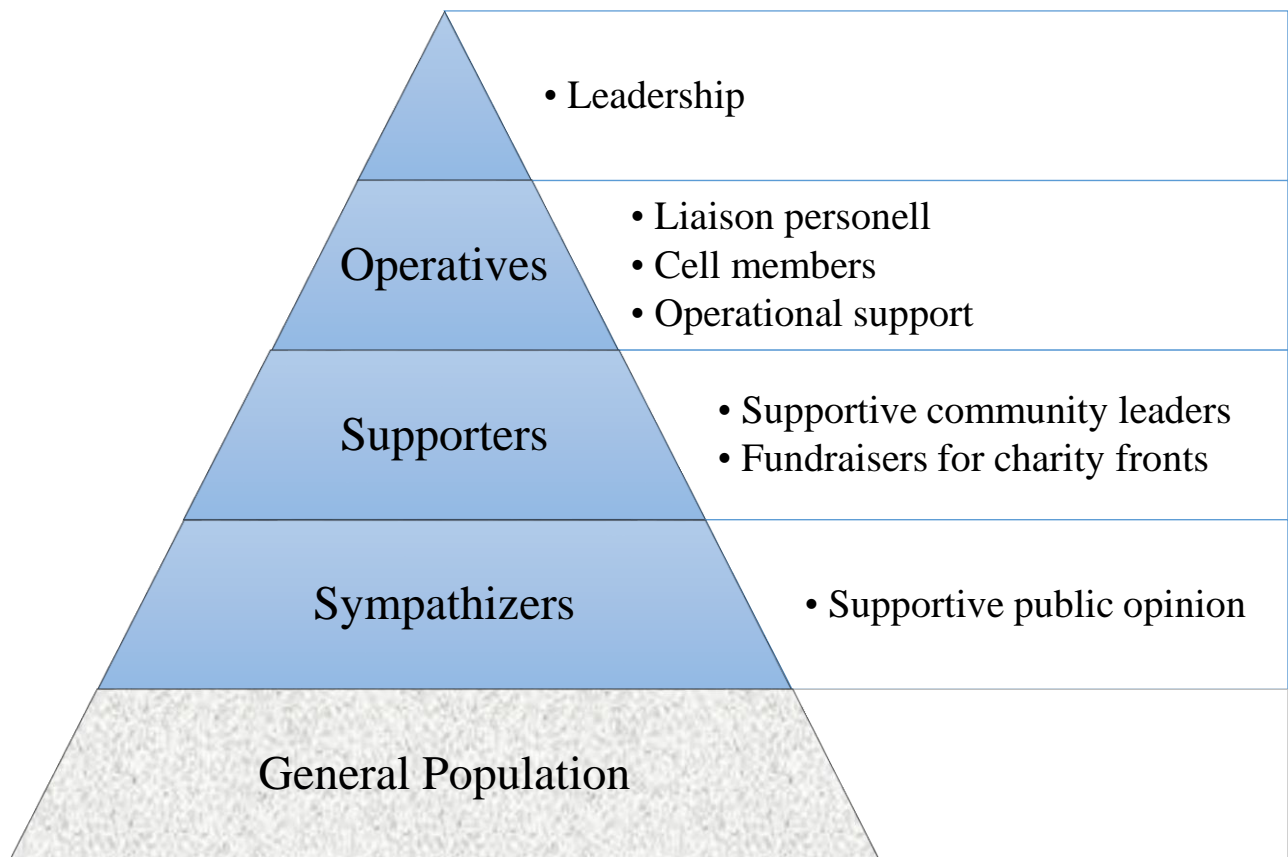 • Leadership
Operatives
• Liaison personell
• Cell members
• Operational support
Supporters
• Supportive community leaders
• Fundraisers for charity fronts
Sympathizers
• Supportive public opinion
General Population